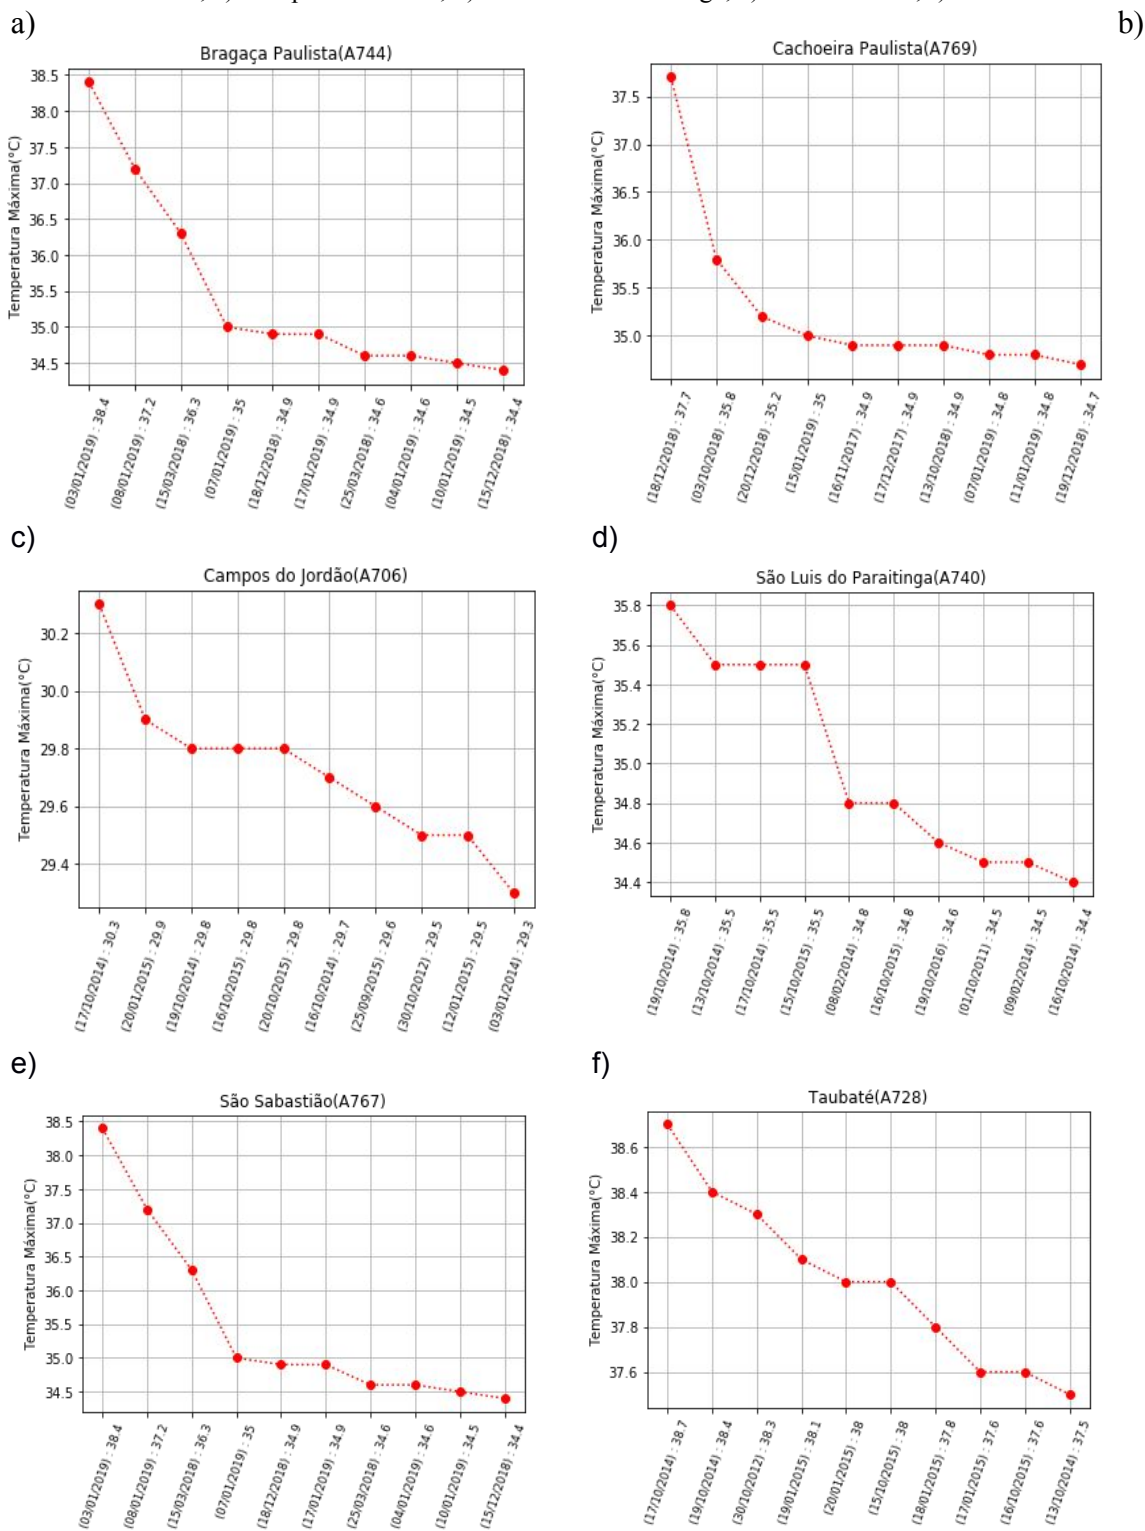 a)
b)
Bragaça Paulista(A744)
Temperatura Máxima(°C)
38.5
38.0
37.5
37.0
36.5
36.0
35.5
35.0
34.5
(03/01/2019) : 38.4
(08/01/2019) : 37.2
(15/03/2018) : 36.3
(07/01/2019) : 35
(18/12/2018) : 34.9
(17/01/2019) : 34.9
(25/03/2018) : 34.6
(04/01/2019) : 34.6
(10/01/2019) : 34.5
(15/12/2018) : 34.4
Cachoeira Paulista(A769)
Temperatura Máxima(°C)
37.5
37.0
36.5
36.0
35.5
35.0
(18/12/2018) : 37.7
(03/10/2018) : 35.8
(20/12/2018) : 35.2
(15/01/2019) : 35
(16/11/2017) : 34.9
(17/12/2017) : 34.9
(13/10/2018) : 34.9
(07/01/2019) : 34.8
(11/01/2019) : 34.8
(19/12/2018) : 34.7
c)
d)
Campos do Jordão(A706)
Temperatura Máxima(°C)
30.2
30.0
29.8
29.6
29.4
(17/10/2014) : 30.3
(20/01/2015) : 29.9
(19/10/2014) : 29.8
(16/10/2015) : 29.8
(20/10/2015) : 29.8
(16/10/2014) : 29.7
(25/09/2015) : 29.6
(30/10/2012) : 29.5
(12/01/2015) : 29.5
(03/01/2014) : 29.3
São Luis do Paraitinga(A740)
Temperatura Máxima(°C)
35.8
35.6
35.4
35.2
35.0
34.8
34.6
34.4
(19/10/2014) : 35.8
(13/10/2014) : 35.5
(17/10/2014) : 35.5
(15/10/2015) : 35.5
(08/02/2014) : 34.8
(16/10/2015) : 34.8
(19/10/2016) : 34.6
(01/10/2011) : 34.5
(09/02/2014) : 34.5
(16/10/2014) : 34.4
e)
f)
São Sabastião(A767)
Temperatura Máxima(°C)
38.5
38.0
37.5
37.0
36.5
36.0
35.5
35.0
34.5
(03/01/2019) : 38.4
(08/01/2019) : 37.2
(15/03/2018) : 36.3
(07/01/2019) : 35
(18/12/2018) : 34.9
(17/01/2019) : 34.9
(25/03/2018) : 34.6
(04/01/2019) : 34.6
(10/01/2019) : 34.5
(15/12/2018) : 34.4
Taubaté(A728)
Temperatura Máxima(°C)
38.6
38.4
38.2
38.0
37.8
37.6
(17/10/2014) : 38.7
(19/10/2014) : 38.4
(30/10/2012) : 38.3
(19/01/2015) : 38.1
(20/01/2015) : 38
(15/10/2015) : 38
(18/01/2015) : 37.8
(17/01/2015) : 37.6
(16/10/2015) : 37.6
(13/10/2014) : 37.5